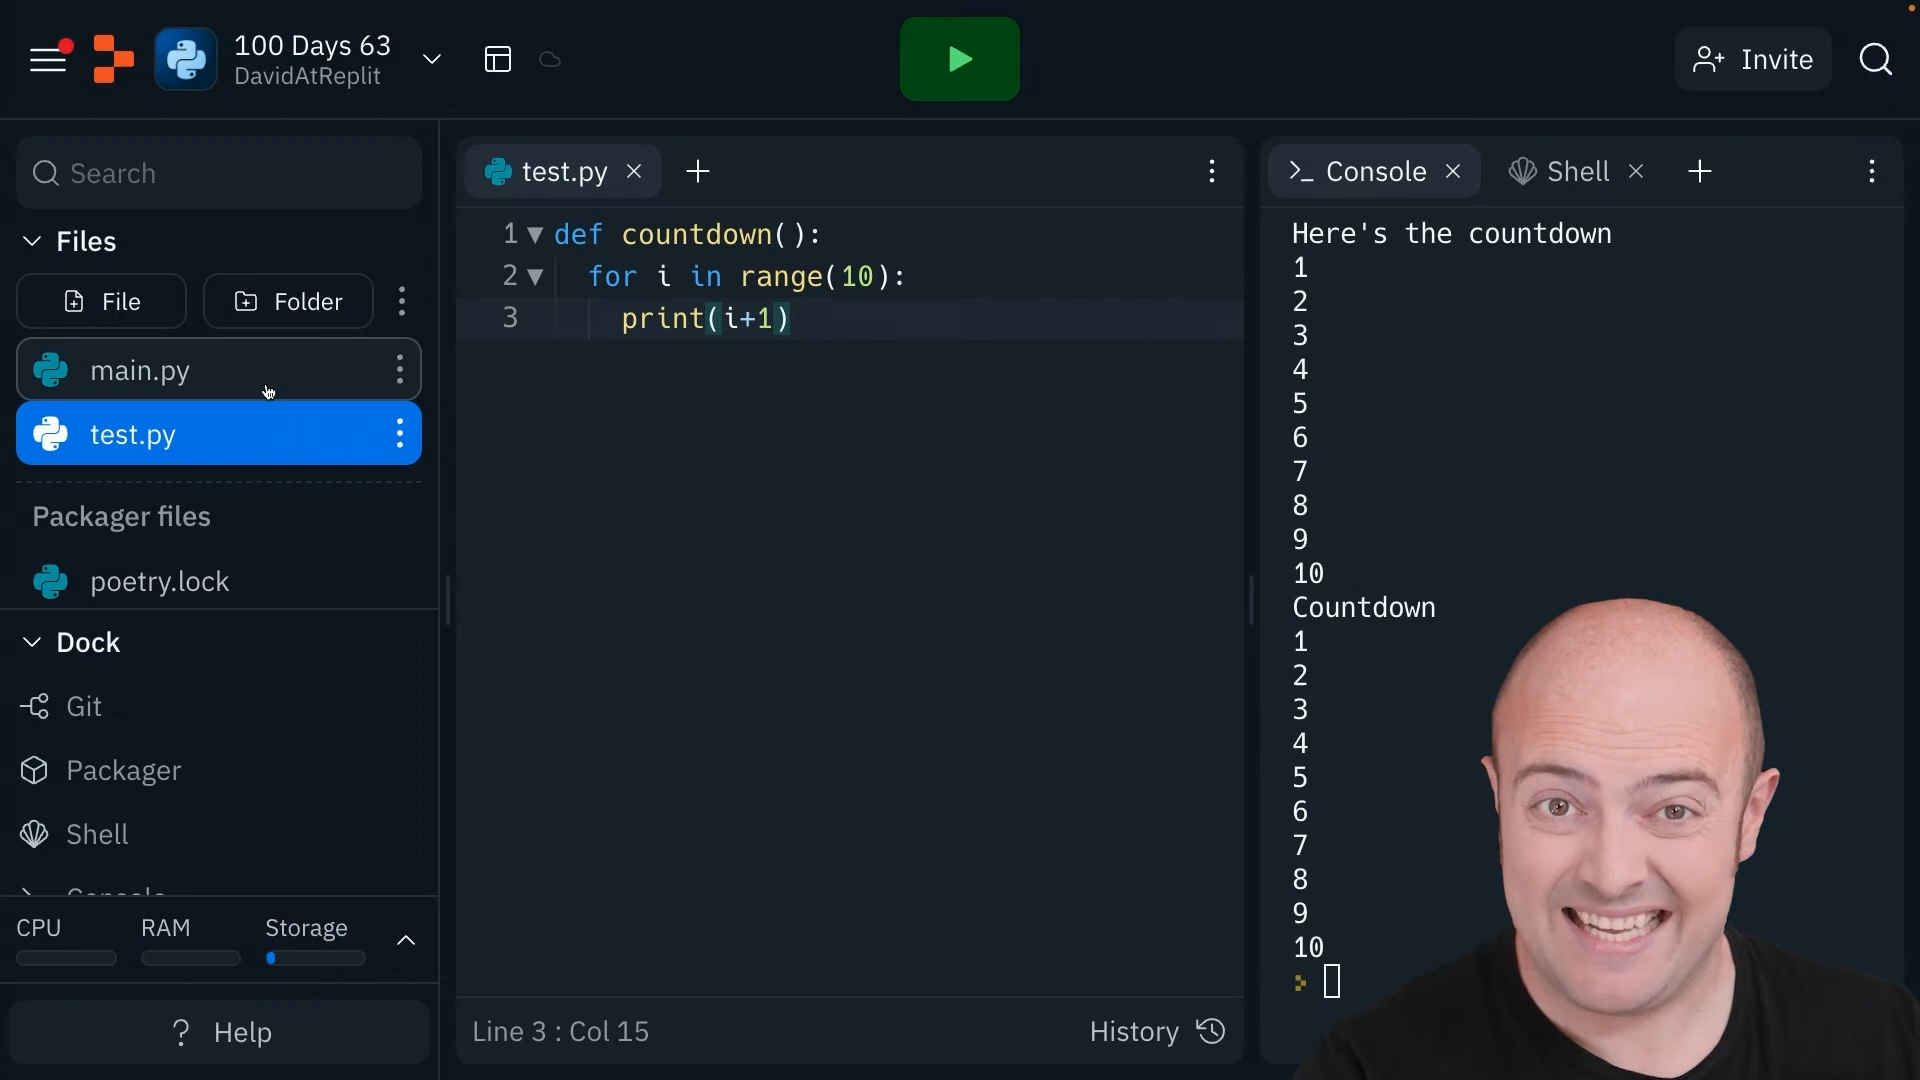 100 Days 63
DavidAtReplit
Invite
Search
Files
File
Folder
main.py
test.py
Packager files
poetry.lock
Dock
Git
Packager
Shell
Console
CPU
RAM
Storage
? Help
test.py
1 def countdown():
2 for i in range(10):
3 print(i+1)
Line 3 : Col 15
History
Console
Shell
Here's the countdown
1
2
3
4
5
6
7
8
9
10
Countdown
1
2
3
4
5
6
7
8
9
10